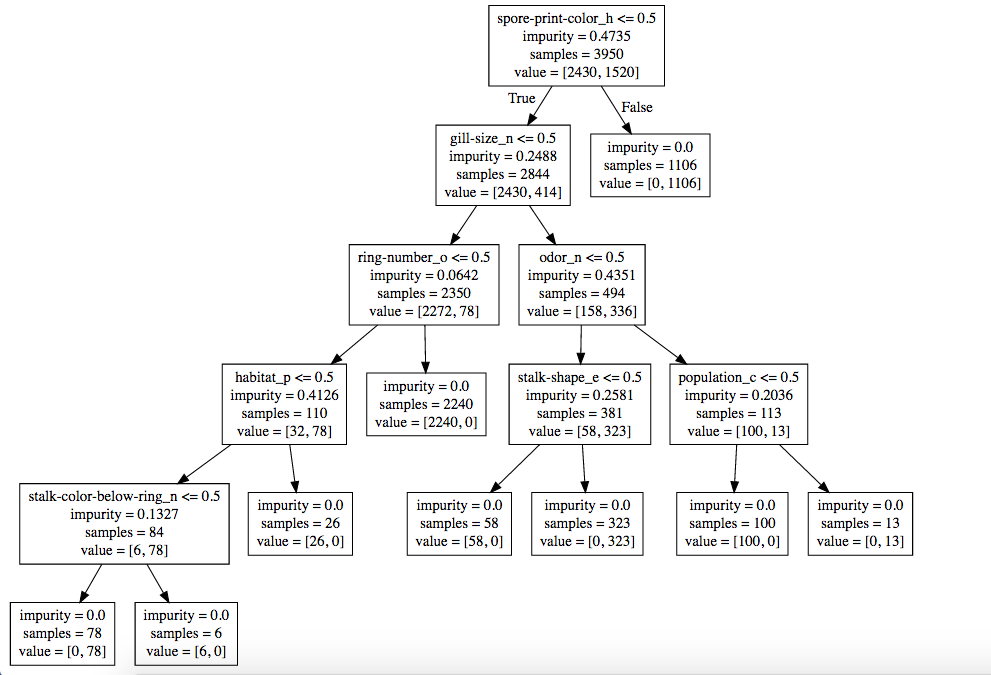 spore-print-color_h <= 0.5
impurity = 0.4735
samples = 3950
value = [2430, 1520]
True
False
gill-size_n <= 0.5
impurity = 0.2488
samples = 2844
value = [2430, 414]
impurity = 0.0
samples = 1106
value = [0, 1106]
ring-number_o <= 0.5
impurity = 0.0642
samples = 2350
value = [2272, 78]
odor_n <= 0.5
impurity = 0.4351
samples = 494
value = [158, 336]
habitat_p <= 0.5
impurity = 0.4126
samples = 110
value = [32, 78]
impurity = 0.0
samples = 2240
value = [2240, 0]
stalk-shape_e <= 0.5
impurity = 0.2581
samples = 381
value = [58, 323]
population_c <= 0.5
impurity = 0.2036
samples = 113
value = [100, 13]
stalk-color-below-ring_n <= 0.5
impurity = 0.1327
samples = 84
value = [6, 78]
impurity = 0.0
samples = 26
value = [26, 0]
impurity = 0.0
samples = 58
value = [58, 0]
impurity = 0.0
samples = 323
value = [0, 323]
impurity = 0.0
samples = 100
value = [100, 0]
impurity = 0.0
samples = 13
value = [0, 13]
impurity = 0.0
samples = 78
value = [0, 78]
impurity = 0.0
samples = 6
value = [6, 0]